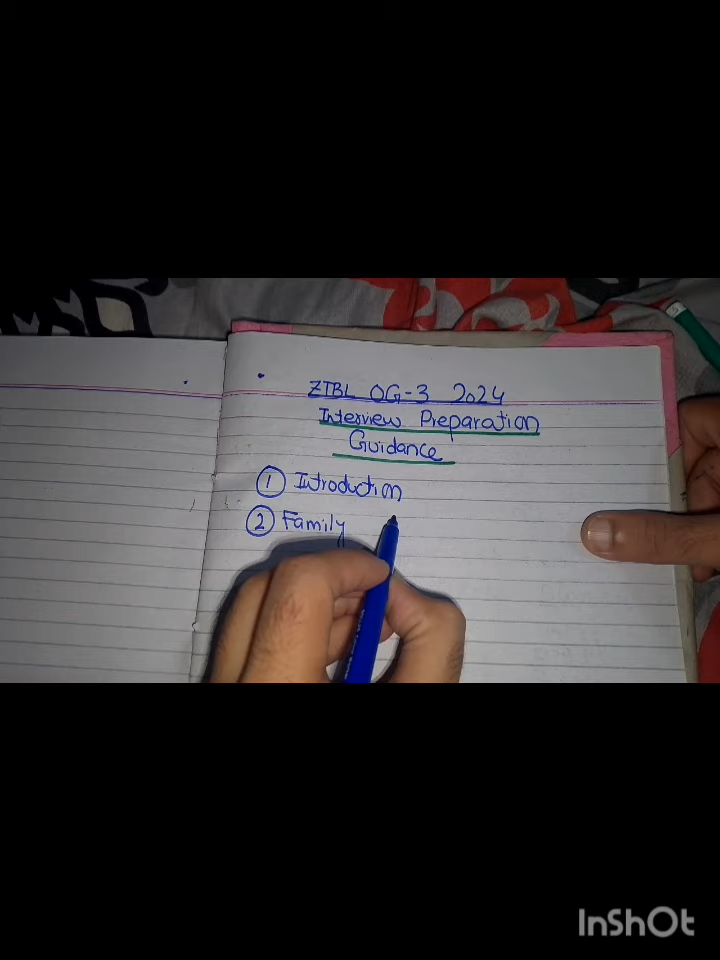 ZTBL OG-3 2024
Interview Preparation
Guidance
1 Introduction
2 Family
InShOt